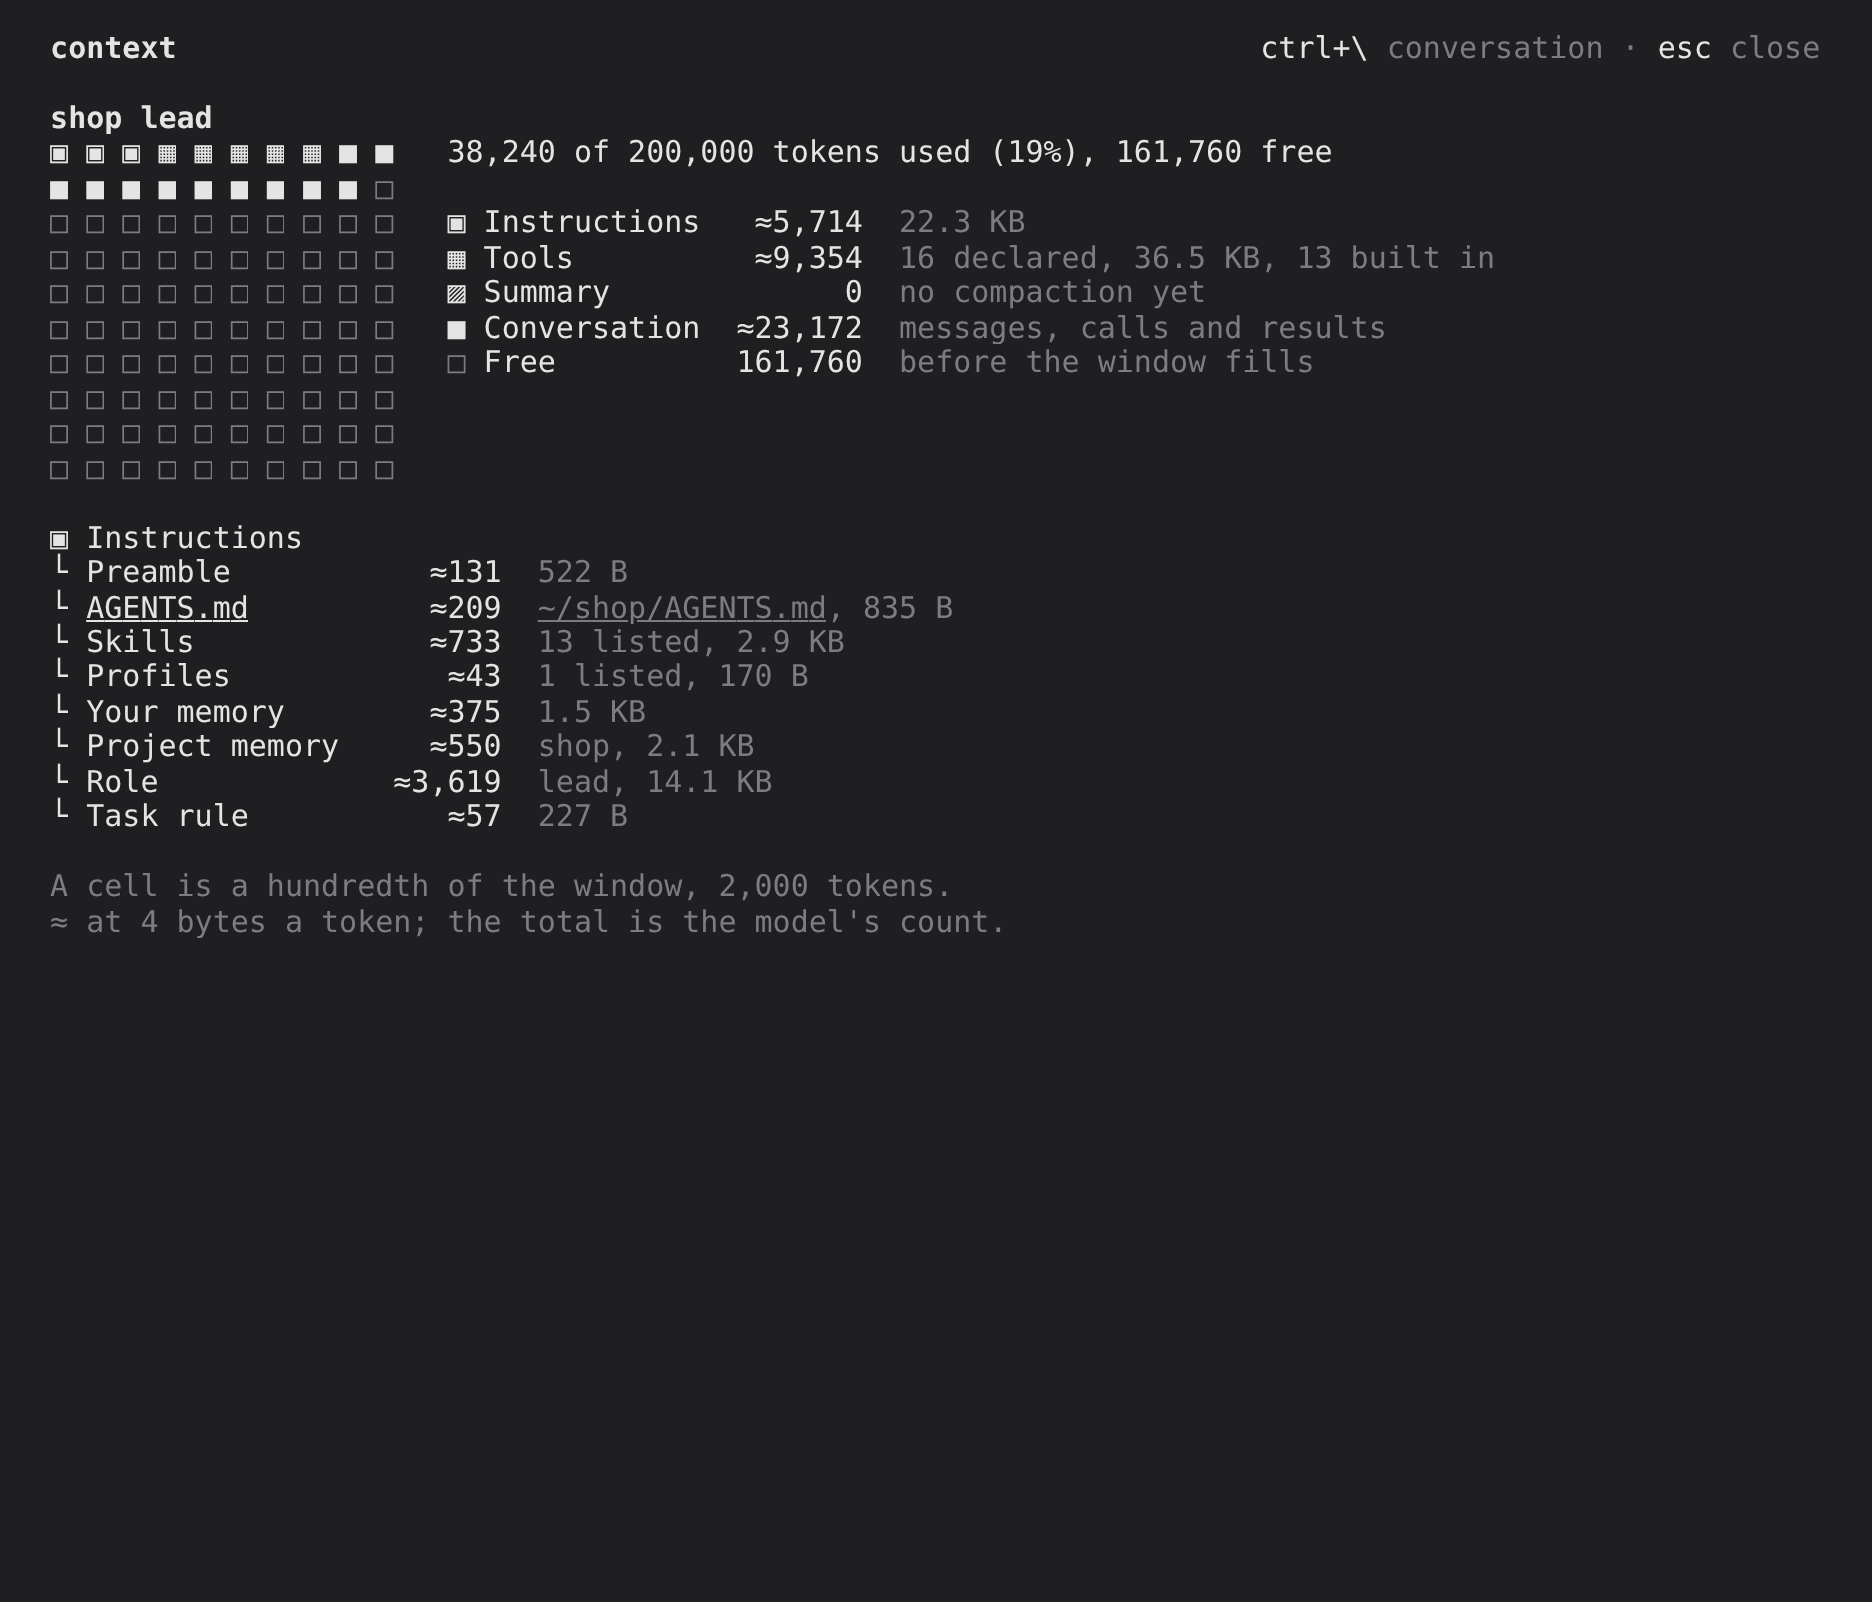 context ctrl+\ conversation · esc close
shop lead
▣ ▣ ▣ ▦ ▦ ▦ ▦ ▦ ■ ■ 38,240 of 200,000 tokens used (19%), 161,760 free
■ ■ ■ ■ ■ ■ ■ ■ ■ □
□ □ □ □ □ □ □ □ □ □ ▣ Instructions ≈5,714 22.3 KB
□ □ □ □ □ □ □ □ □ □ ▦ Tools ≈9,354 16 declared, 36.5 KB, 13 built in
□ □ □ □ □ □ □ □ □ □ ▨ Summary 0 no compaction yet
□ □ □ □ □ □ □ □ □ □ ■ Conversation ≈23,172 messages, calls and results
□ □ □ □ □ □ □ □ □ □ □ Free 161,760 before the window fills
□ □ □ □ □ □ □ □ □ □
□ □ □ □ □ □ □ □ □ □
□ □ □ □ □ □ □ □ □ □
▣ Instructions
└ Preamble ≈131 522 B
└ AGENTS.md ≈209 ~/shop/AGENTS.md, 835 B
└ Skills ≈733 13 listed, 2.9 KB
└ Profiles ≈43 1 listed, 170 B
└ Your memory ≈375 1.5 KB
└ Project memory ≈550 shop, 2.1 KB
└ Role ≈3,619 lead, 14.1 KB
└ Task rule ≈57 227 B
A cell is a hundredth of the window, 2,000 tokens.
≈ at 4 bytes a token; the total is the model's count.